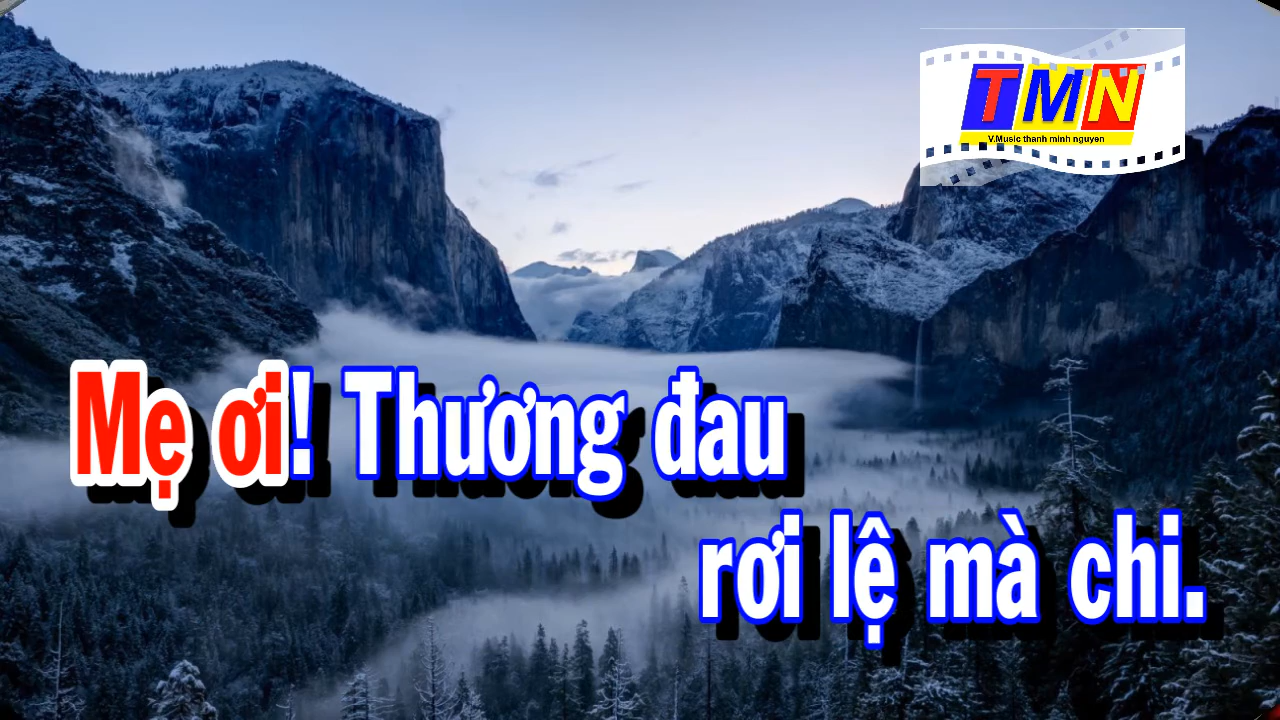 TMN
V.Music thanh minh nguyen
Mẹ ơi! Thương đau
rơi lệ mà chi.